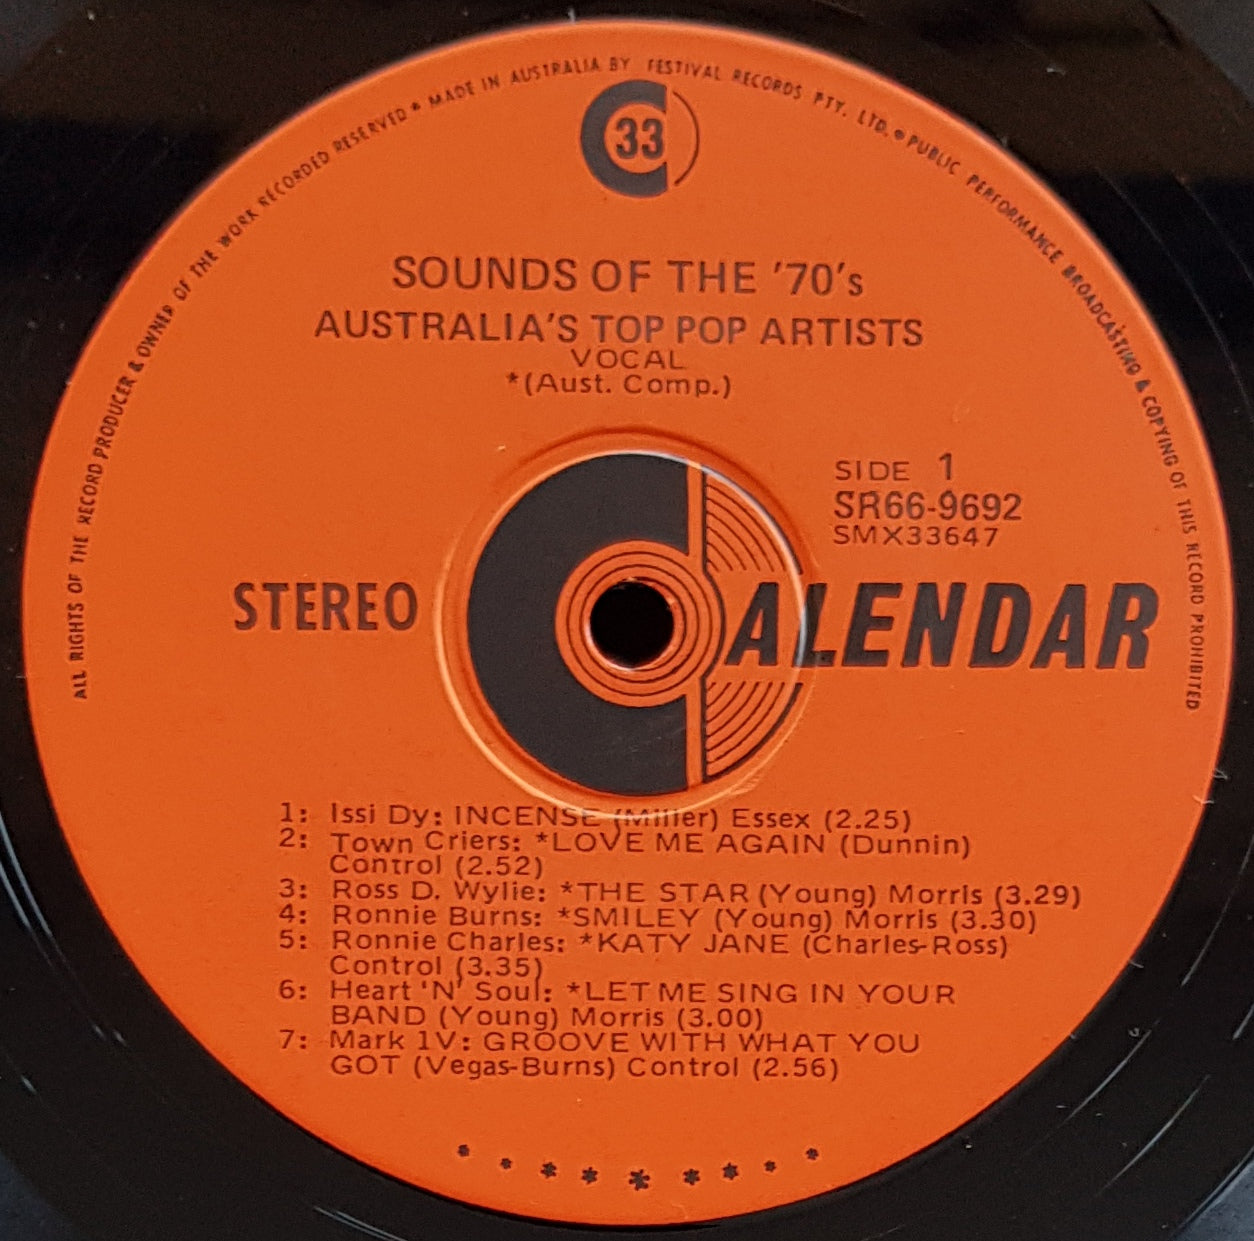 ALL RIGHTS OF THE RECORD PRODUCER & OWNER OF THE WORK RECORDED RESERVED • MADE IN AUSTRALIA BY FESTIVAL RECORDS PTY. LTD. • PUBLIC PERFORMANCE BROADCASTING & COPYING OF THIS RECORD PROHIBITED
33
SOUNDS OF THE '70's
AUSTRALIA'S TOP POP ARTISTS
VOCAL
*(Aust. Comp.)
SIDE 1
SR66-9692
SMX33647
STEREO
CALENDAR
1: Issi Dy: INCENSE (Miller) Essex (2.25)
2: Town Criers: *LOVE ME AGAIN (Dunnin)
Control (2.52)
3: Ross D. Wylie: *THE STAR (Young) Morris (3.29)
4: Ronnie Burns: *SMILEY (Young) Morris (3.30)
5: Ronnie Charles: *KATY JANE (Charles-Ross)
Control (3.35)
6: Heart 'N' Soul: *LET ME SING IN YOUR
BAND (Young) Morris (3.00)
7: Mark 1V: GROOVE WITH WHAT YOU
GOT (Vegas-Burns) Control (2.56)
* * * * * * * * *